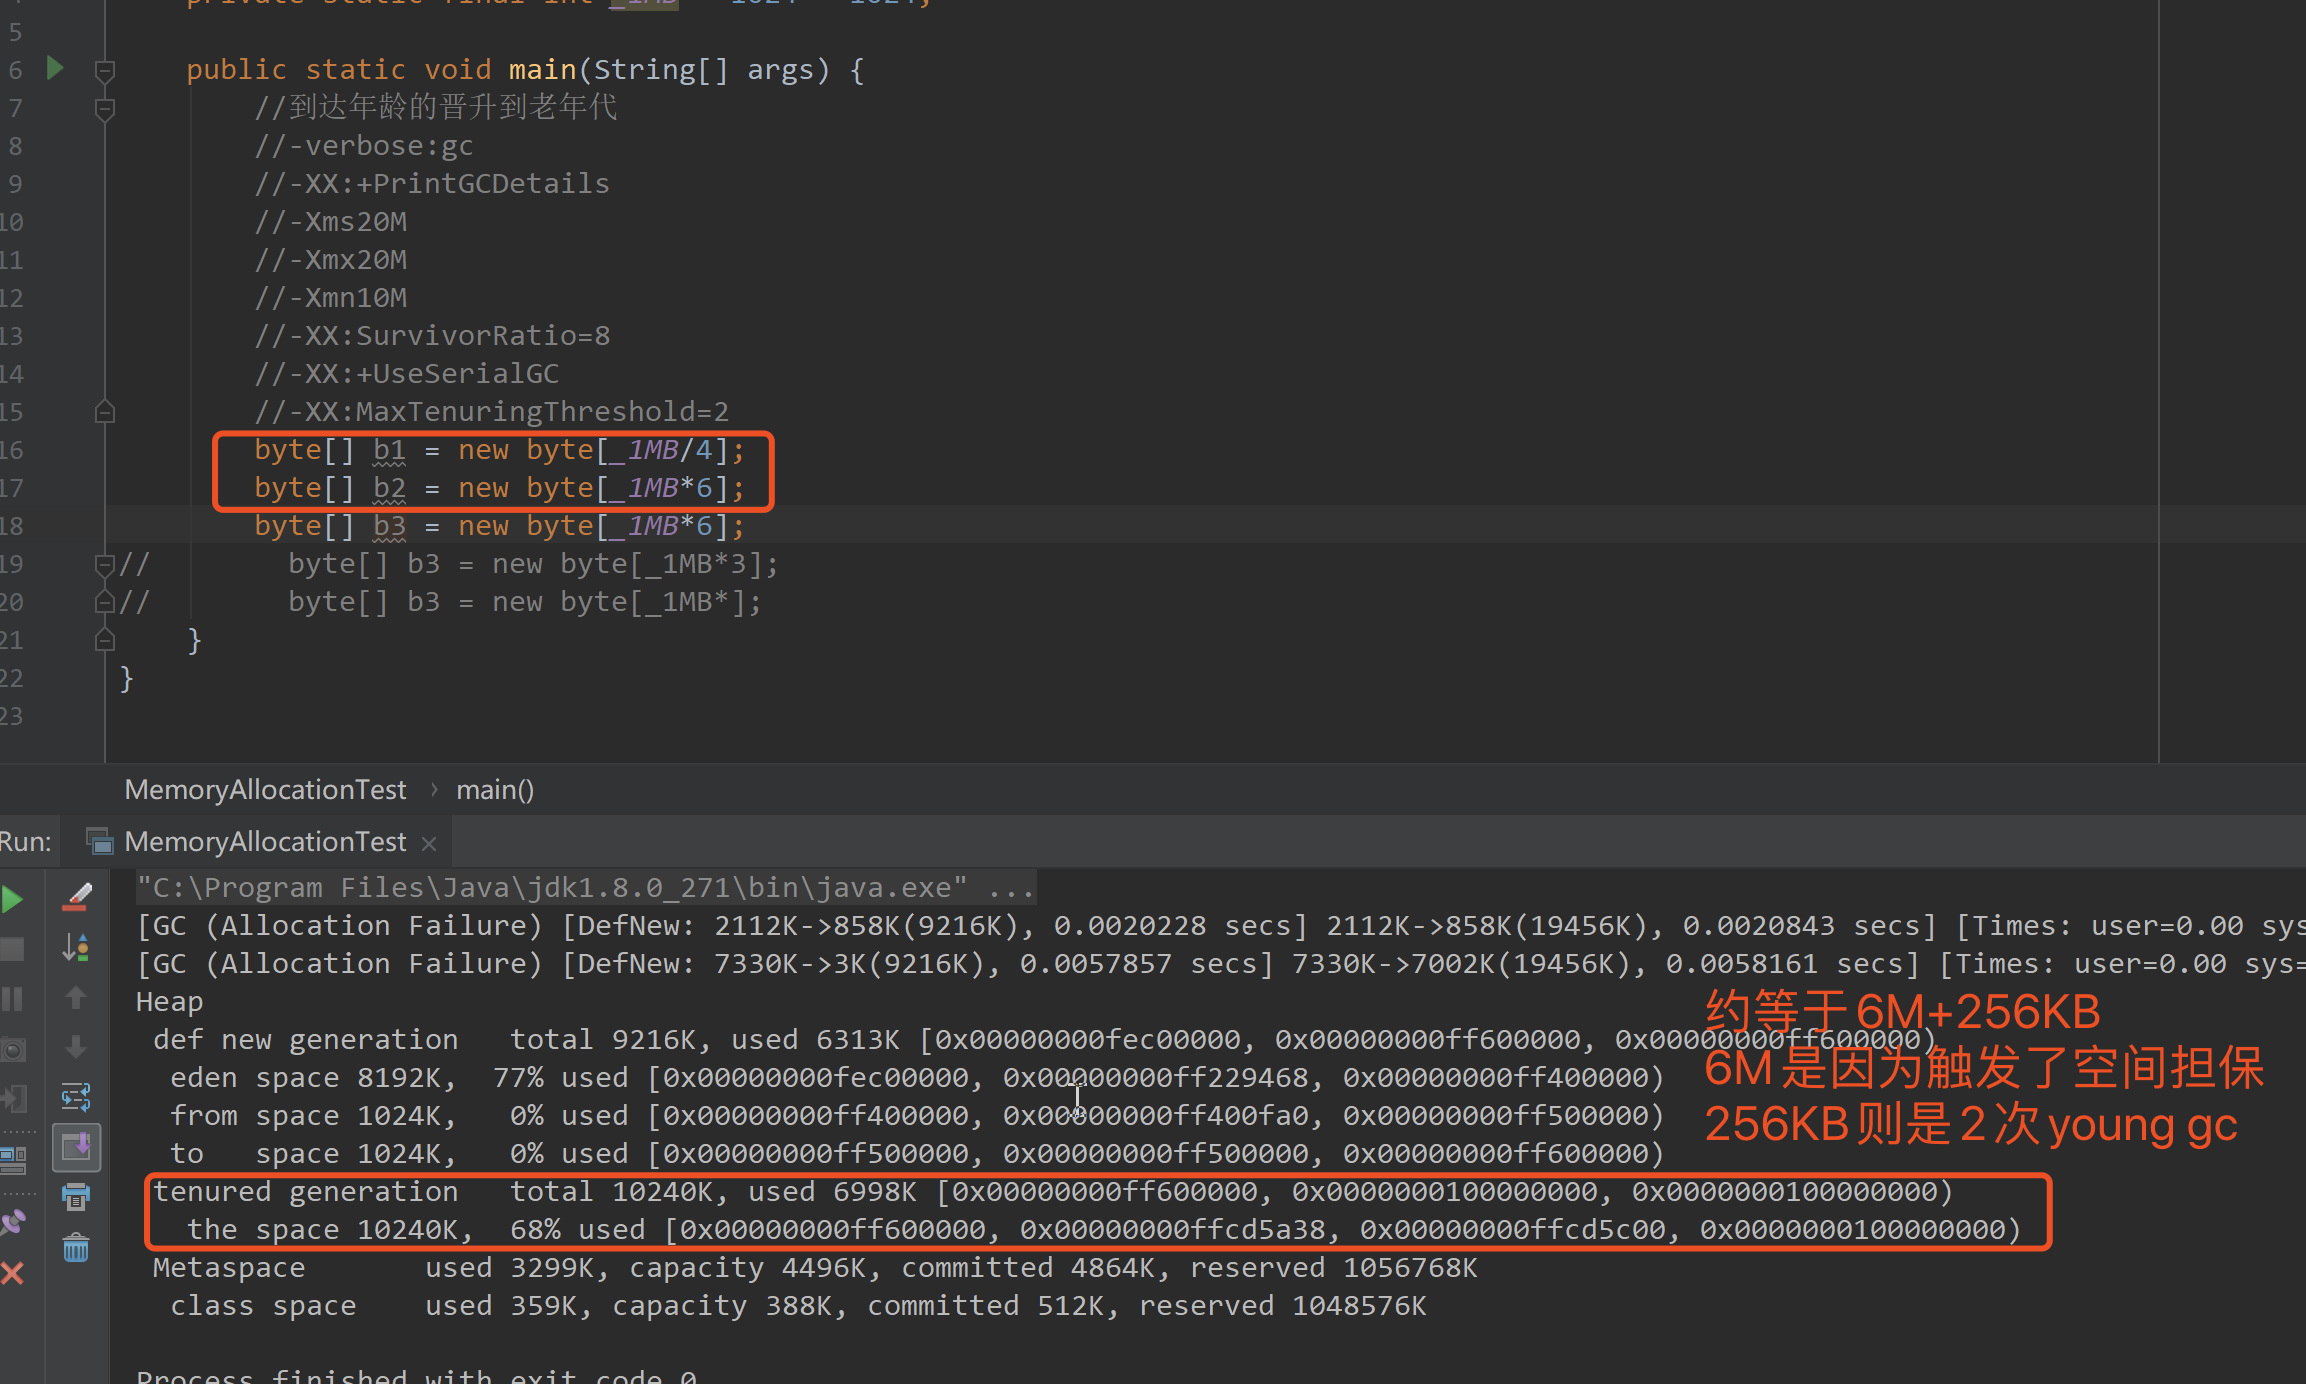 5
6 public static void main(String[] args) {
7 //到达年龄的晋升到老年代
8 //-verbose:gc
9 //-XX:+PrintGCDetails
10 //-Xms20M
11 //-Xmx20M
12 //-Xmn10M
13 //-XX:SurvivorRatio=8
14 //-XX:+UseSerialGC
15 //-XX:MaxTenuringThreshold=2
16 byte[] b1 = new byte[_1MB/4];
17 byte[] b2 = new byte[_1MB*6];
18 byte[] b3 = new byte[_1MB*6];
19 // byte[] b3 = new byte[_1MB*3];
20 // byte[] b3 = new byte[_1MB*];
21 }
22 }
23
MemoryAllocationTest › main()
Run: MemoryAllocationTest ×
"C:\Program Files\Java\jdk1.8.0_271\bin\java.exe" ...
[GC (Allocation Failure) [DefNew: 2112K->858K(9216K), 0.0020228 secs] 2112K->858K(19456K), 0.0020843 secs] [Times: user=0.00 sys
[GC (Allocation Failure) [DefNew: 7330K->3K(9216K), 0.0057857 secs] 7330K->7002K(19456K), 0.0058161 secs] [Times: user=0.00 sys=
Heap
约等于6M+256KB
def new generation total 9216K, used 6313K [0x00000000fec00000, 0x00000000ff600000, 0x00000000ff600000)
6M是因为触发了空间担保
eden space 8192K, 77% used [0x00000000fec00000, 0x00000000ff229468, 0x00000000ff400000)
from space 1024K, 0% used [0x00000000ff400000, 0x00000000ff400fa0, 0x00000000ff500000)
256KB则是2次young gc
to space 1024K, 0% used [0x00000000ff500000, 0x00000000ff500000, 0x00000000ff600000)
tenured generation total 10240K, used 6998K [0x00000000ff600000, 0x0000000100000000, 0x0000000100000000)
the space 10240K, 68% used [0x00000000ff600000, 0x00000000ffcd5a38, 0x00000000ffcd5c00, 0x0000000100000000)
Metaspace used 3299K, capacity 4496K, committed 4864K, reserved 1056768K
class space used 359K, capacity 388K, committed 512K, reserved 1048576K
Process finished with exit code 0